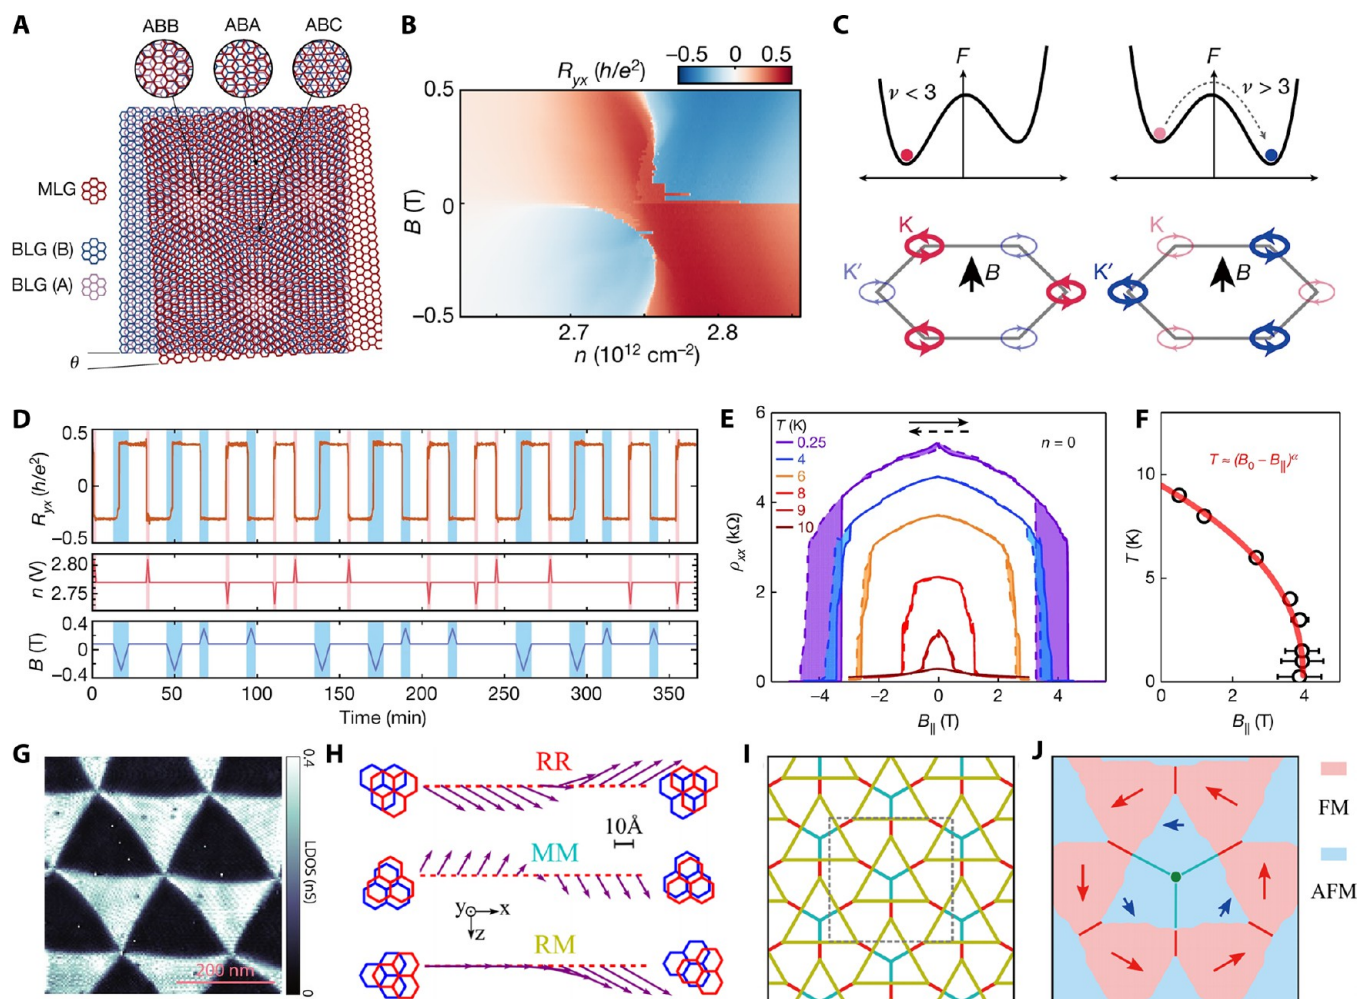 A
ABB ABA ABC
MLG
BLG (B)
BLG (A)
θ
B
R_yx (h/e²)
−0.5 0 0.5
0.5
0
−0.5
B (T)
2.7 2.8
n (10¹² cm⁻²)
C
F F
ν < 3 ν > 3
K K
K′ K′
B B
D
0.5
0
−0.5
R_yx (h/e²)
2.80
2.75
n (V)
0.4
0
−0.4
B (T)
0 50 100 150 200 250 300 350
Time (min)
E
6
4
2
0
ρ_xx (kΩ)
T (K)
0.25
4
6
8
9
10
n = 0
−4 −2 0 2 4
B_|| (T)
F
T ≈ (B₀ − B_||)^α
10
5
0
T (K)
0 2 4
B_|| (T)
G
200 nm
0.4
LDOS (nS)
0
H
RR
10Å
MM
y x
z
RM
I
J
FM
AFM